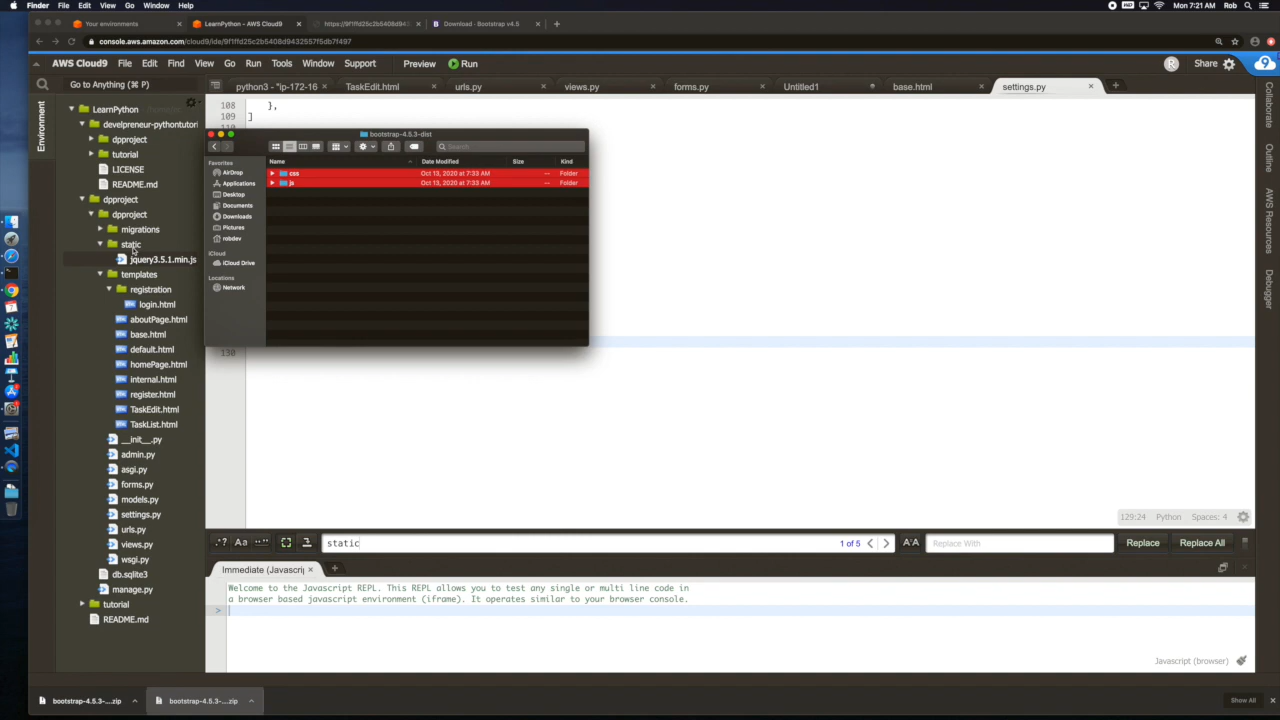 Finder File Edit View Go Window Help
Mon 7:21 AM Rob
Your environments
LearnPython - AWS Cloud9
https://9f1ffd25c2b5408d943
Download · Bootstrap v4.5
console.aws.amazon.com/cloud9/ide/9f1ffd25c2b5408d9432557f5db7f497
AWS Cloud9 File Edit Find View Go Run Tools Window Support Preview Run
R Share
Go to Anything (⌘ P)
python3 - "ip-172-16
TaskEdit.html
urls.py
views.py
forms.py
Untitled1
base.html
settings.py
Environment
LearnPython
develpreneur-pythontutori
dpproject
tutorial
LICENSE
README.md
dpproject
dpproject
migrations
static
jquery3.5.1.min.js
templates
registration
login.html
aboutPage.html
base.html
default.html
homePage.html
internal.html
register.html
TaskEdit.html
TaskList.html
__init__.py
admin.py
asgi.py
forms.py
models.py
settings.py
urls.py
views.py
wsgi.py
db.sqlite3
manage.py
tutorial
README.md
108 },
109 ]
bootstrap-4.5.3-dist
Search
Favorites
AirDrop
Applications
Desktop
Documents
Downloads
Pictures
robdev
iCloud
iCloud Drive
Locations
Network
Name Date Modified Size Kind
css Oct 13, 2020 at 7:33 AM -- Folder
js Oct 13, 2020 at 7:33 AM -- Folder
130
129:24 Python Spaces: 4
.* ? Aa static 1 of 5 Replace With Replace Replace All
Immediate (Javascrip
Welcome to the Javascript REPL. This REPL allows you to test any single or multi line code in
a browser based javascript environment (iframe). It operates similar to your browser console.
>
Javascript (browser)
Collaborate
Outline
AWS Resources
Debugger
bootstrap-4.5.3-....zip
bootstrap-4.5.3-....zip
Show All